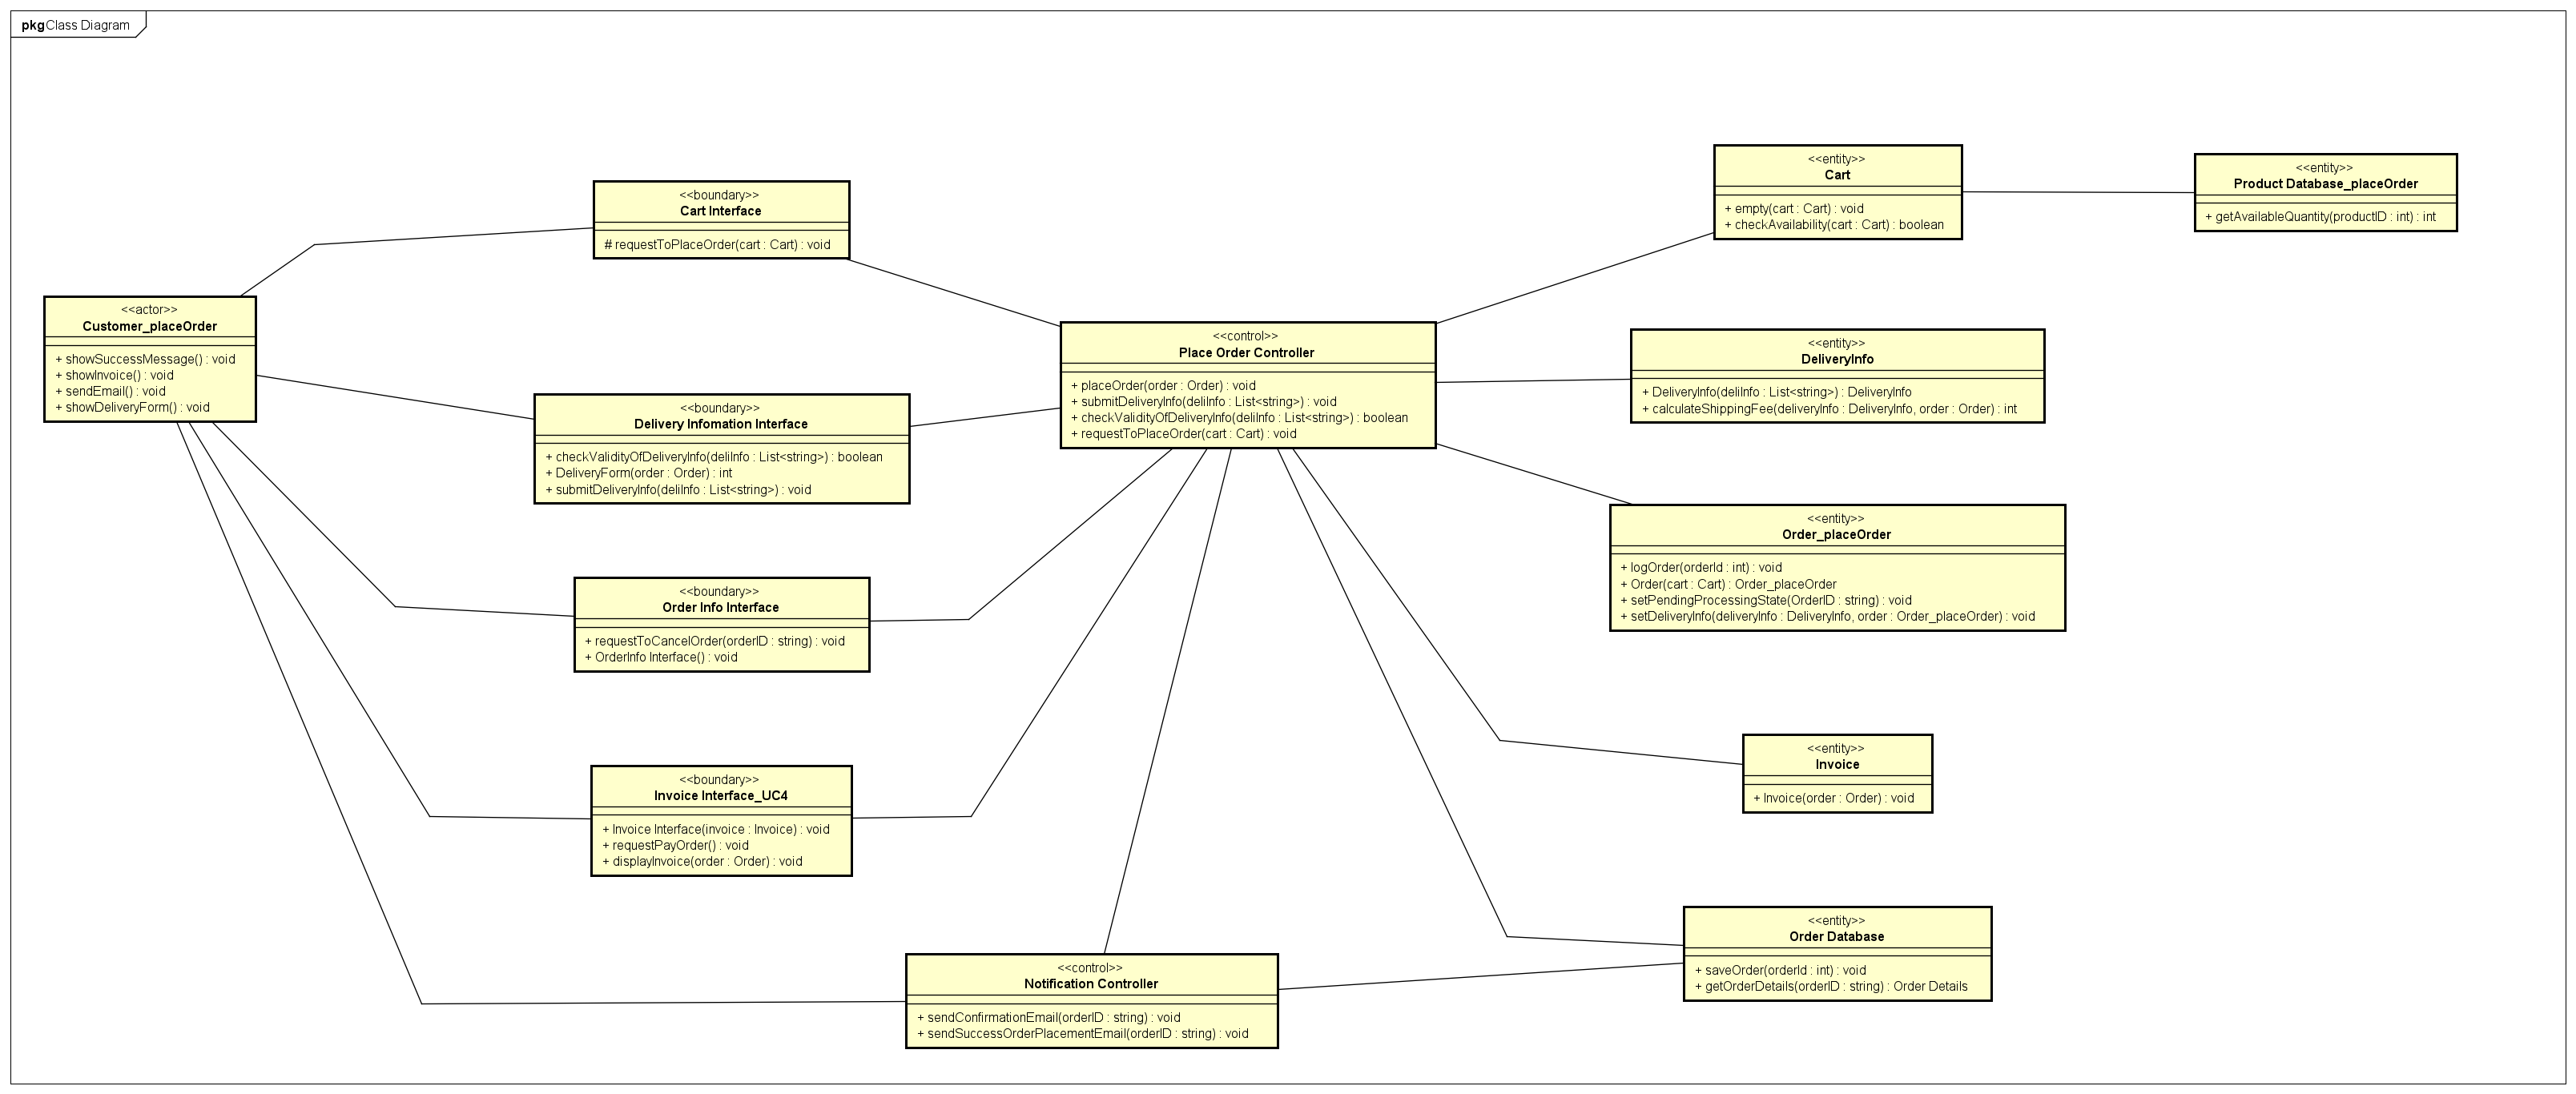 pkg Class Diagram
<<entity>>
Cart
+ empty(cart : Cart) : void
+ checkAvailability(cart : Cart) : boolean
<<entity>>
Product Database_placeOrder
+ getAvailableQuantity(productID : int) : int
<<boundary>>
Cart Interface
# requestToPlaceOrder(cart : Cart) : void
<<actor>>
Customer_placeOrder
+ showSuccessMessage() : void
+ showInvoice() : void
+ sendEmail() : void
+ showDeliveryForm() : void
<<control>>
Place Order Controller
+ placeOrder(order : Order) : void
+ submitDeliveryInfo(deliInfo : List<string>) : void
+ checkValidityOfDeliveryInfo(deliInfo : List<string>) : boolean
+ requestToPlaceOrder(cart : Cart) : void
<<entity>>
DeliveryInfo
+ DeliveryInfo(deliInfo : List<string>) : DeliveryInfo
+ calculateShippingFee(deliveryInfo : DeliveryInfo, order : Order) : int
<<boundary>>
Delivery Infomation Interface
+ checkValidityOfDeliveryInfo(deliInfo : List<string>) : boolean
+ DeliveryForm(order : Order) : int
+ submitDeliveryInfo(deliInfo : List<string>) : void
<<entity>>
Order_placeOrder
+ logOrder(orderId : int) : void
+ Order(cart : Cart) : Order_placeOrder
+ setPendingProcessingState(OrderID : string) : void
+ setDeliveryInfo(deliveryInfo : DeliveryInfo, order : Order_placeOrder) : void
<<boundary>>
Order Info Interface
+ requestToCancelOrder(orderID : string) : void
+ OrderInfo Interface() : void
<<entity>>
Invoice
+ Invoice(order : Order) : void
<<boundary>>
Invoice Interface_UC4
+ Invoice Interface(invoice : Invoice) : void
+ requestPayOrder() : void
+ displayInvoice(order : Order) : void
<<entity>>
Order Database
+ saveOrder(orderId : int) : void
+ getOrderDetails(orderID : string) : Order Details
<<control>>
Notification Controller
+ sendConfirmationEmail(orderID : string) : void
+ sendSuccessOrderPlacementEmail(orderID : string) : void